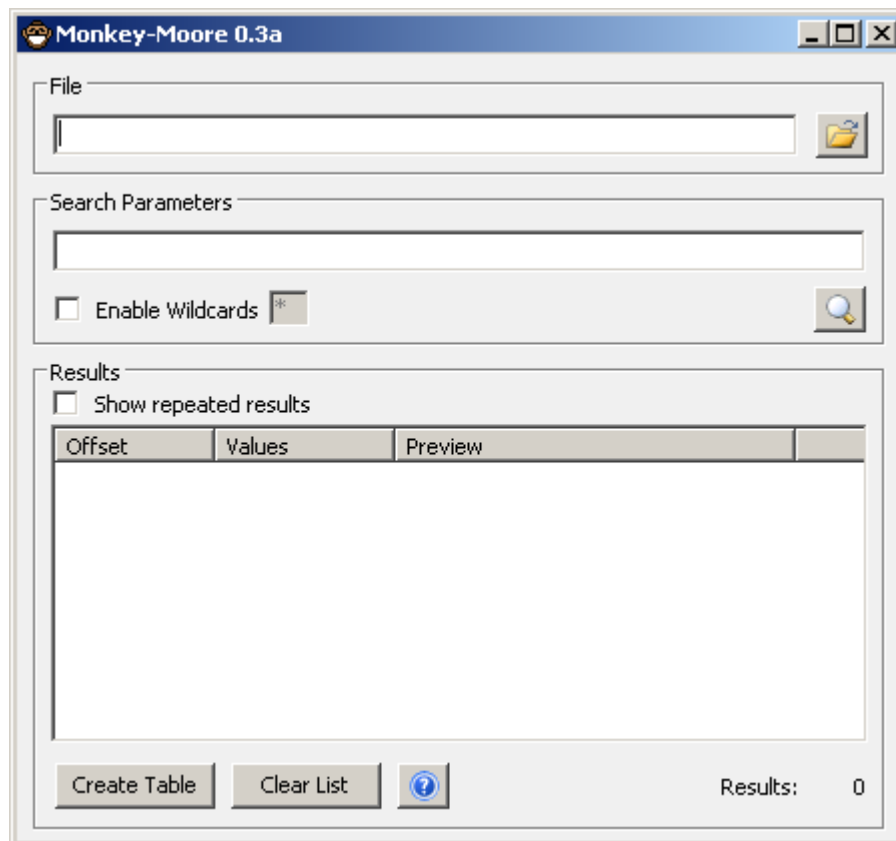 Monkey-Moore 0.3a
File
Search Parameters
Enable Wildcards *
Results
Show repeated results
Offset Values Preview
Create Table Clear List ? Results: 0